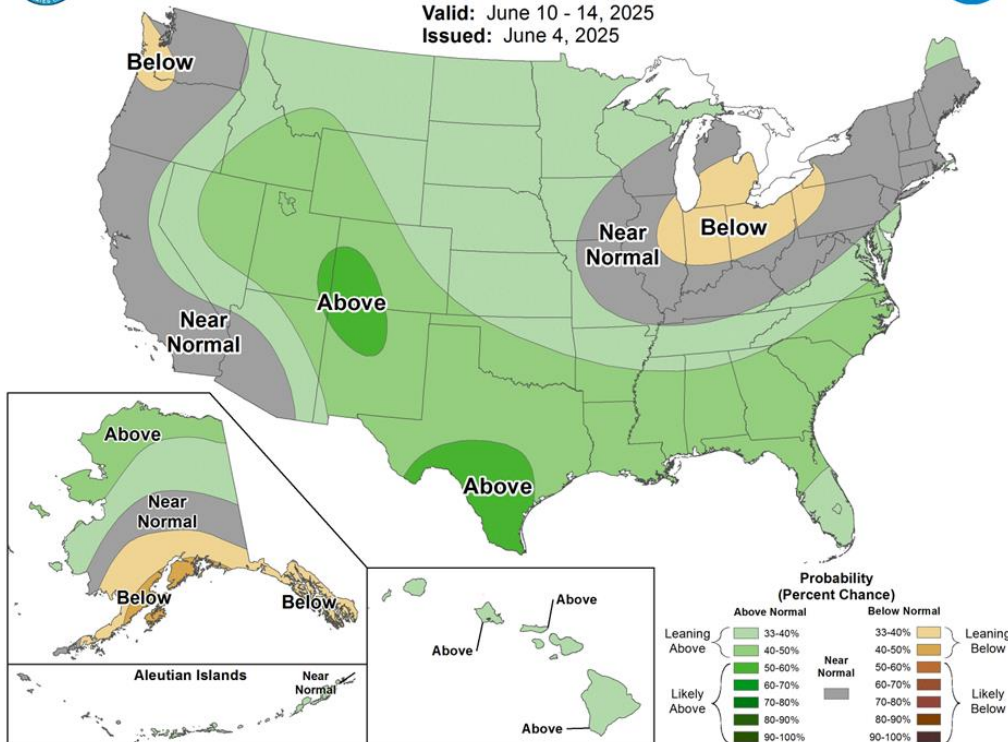 Valid: June 10 - 14, 2025
Issued: June 4, 2025
Below
Near
Normal
Below
Above
Near
Normal
Above
Above
Near
Normal
Below
Below
Aleutian Islands
Near
Normal
Above
Above
Above
Probability
(Percent Chance)
Above Normal
Below Normal
Leaning
Above
33-40%
40-50%
Likely
Above
50-60%
60-70%
70-80%
80-90%
90-100%
Near
Normal
33-40%
40-50%
Leaning
Below
50-60%
60-70%
70-80%
80-90%
90-100%
Likely
Below